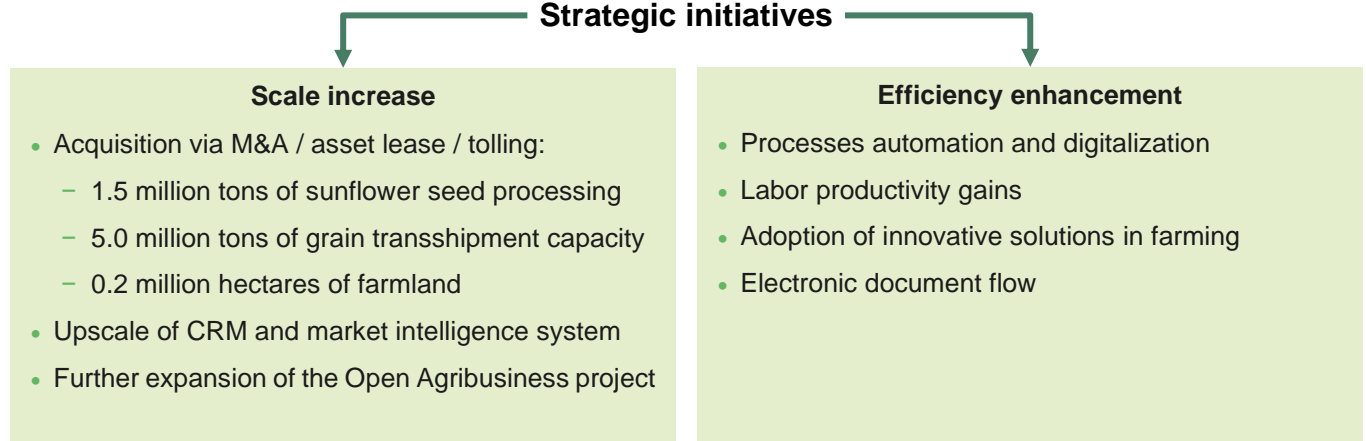 Strategic initiatives
Scale increase
• Acquisition via M&A / asset lease / tolling:
− 1.5 million tons of sunflower seed processing
− 5.0 million tons of grain transshipment capacity
− 0.2 million hectares of farmland
• Upscale of CRM and market intelligence system
• Further expansion of the Open Agribusiness project
Efficiency enhancement
• Processes automation and digitalization
• Labor productivity gains
• Adoption of innovative solutions in farming
• Electronic document flow